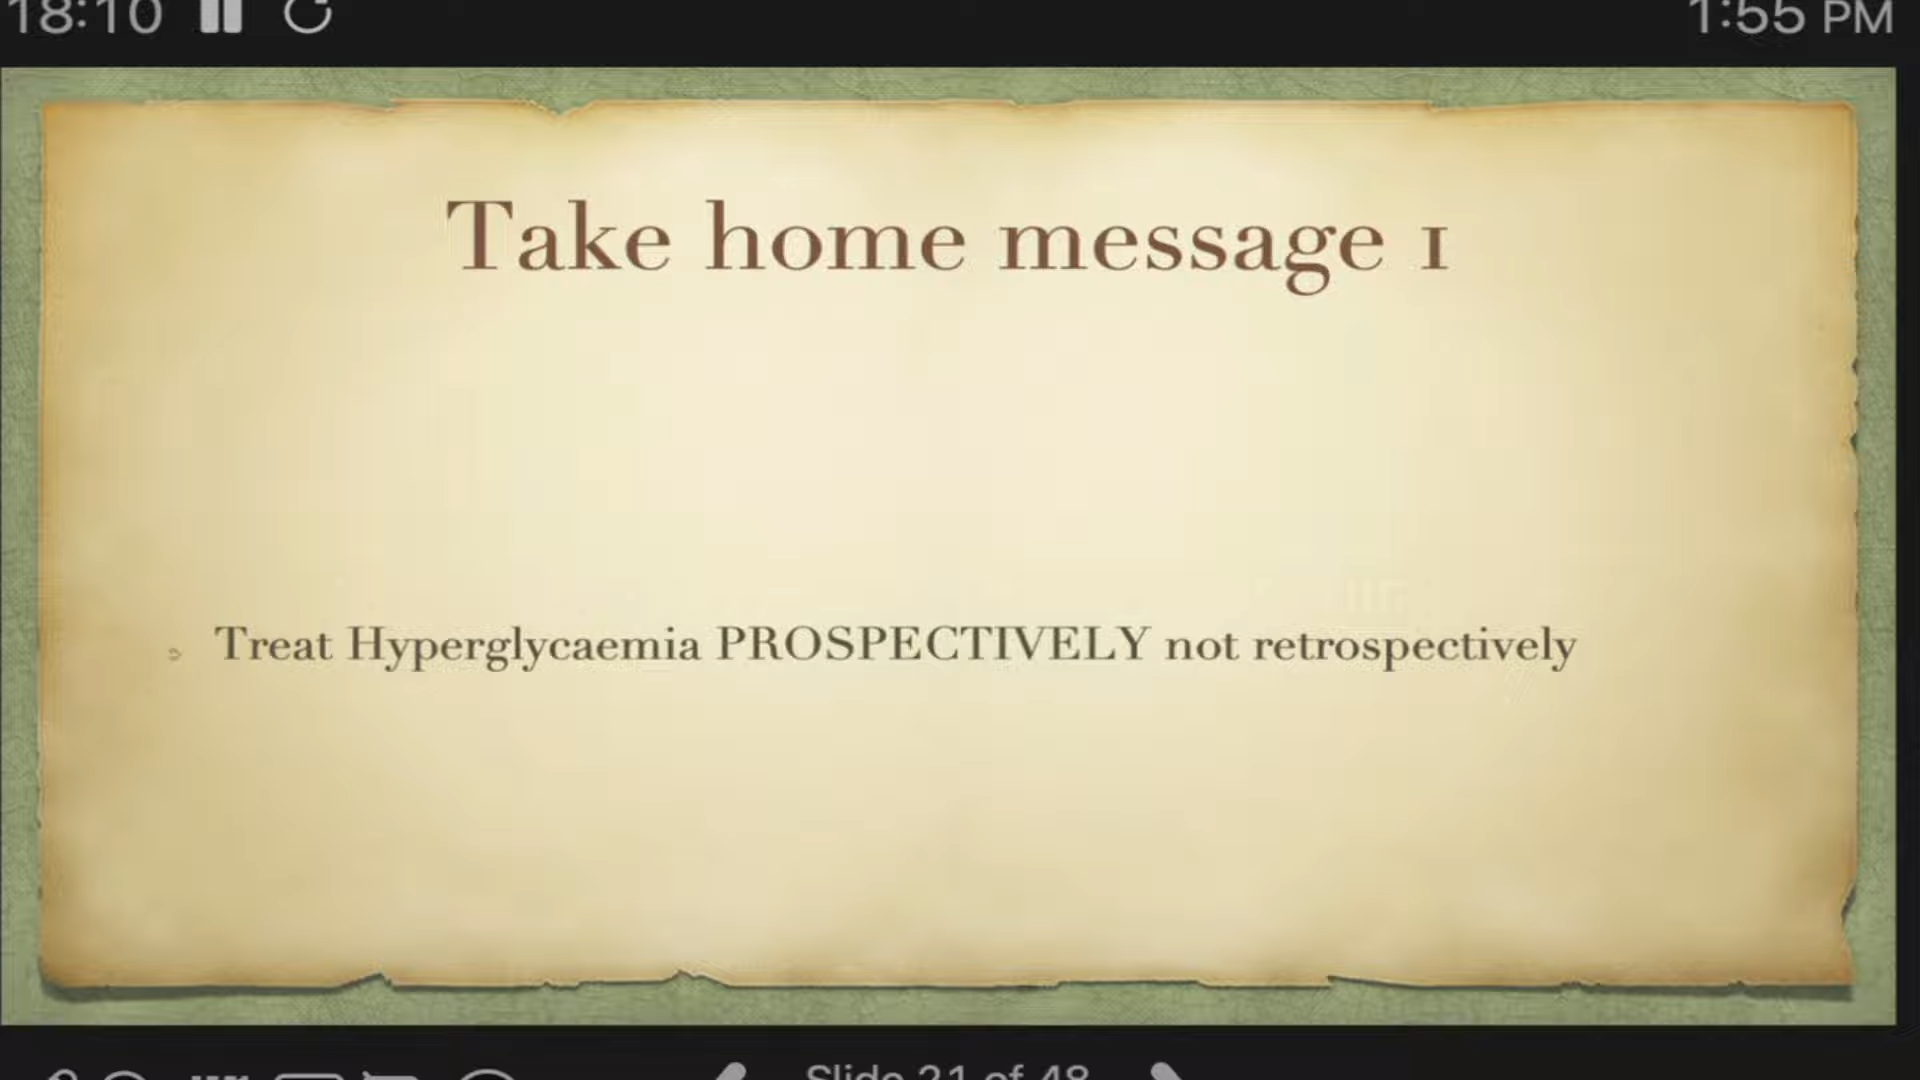 18:10
1:55 PM
Take home message 1
Treat Hyperglycaemia PROSPECTIVELY not retrospectively
Slide 21 of 48